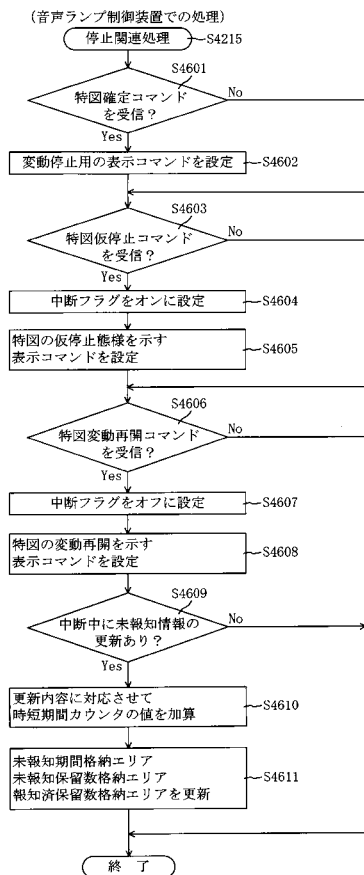 (音声ランプ制御装置での処理)
停止関連処理
S4215
S4601
特図確定コマンド
を受信？
No
Yes
変動停止用の表示コマンドを設定
S4602
S4603
特図仮停止コマンド
を受信？
No
Yes
中断フラグをオンに設定
S4604
特図の仮停止態様を示す
表示コマンドを設定
S4605
S4606
特図変動再開コマンド
を受信？
No
Yes
中断フラグをオフに設定
S4607
特図の変動再開を示す
表示コマンドを設定
S4608
S4609
中断中に未報知情報の
更新あり？
No
Yes
更新内容に対応させて
時短期間カウンタの値を加算
S4610
未報知期間格納エリア
未報知保留数格納エリア
報知済保留数格納エリアを更新
S4611
終 了